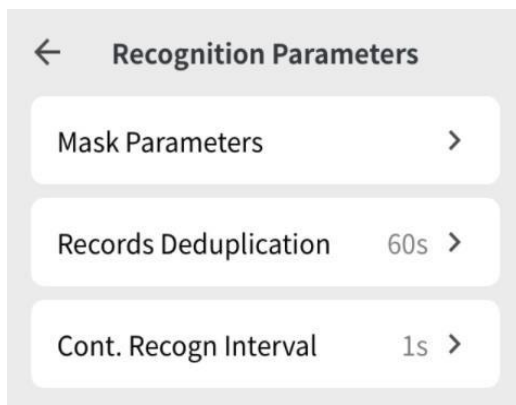 Recognition Parameters
Mask Parameters
Records Deduplication 60s
Cont. Recogn Interval 1s